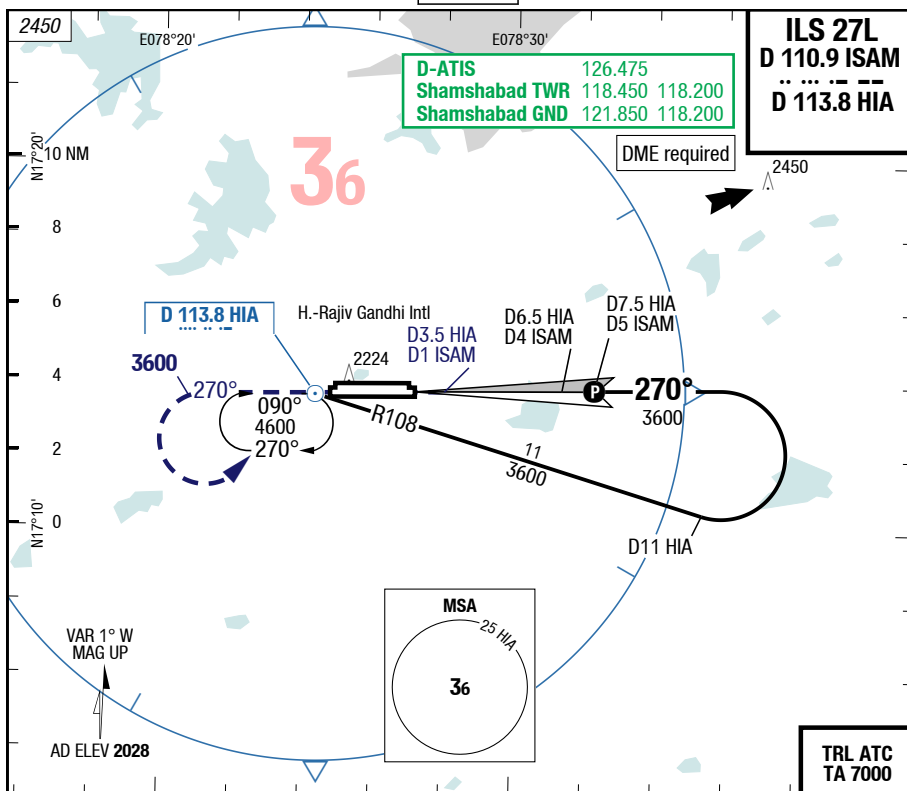 2450
E078°20'
E078°30'
ILS 27L
D 110.9 ISAM
D 113.8 HIA
D-ATIS 126.475
Shamshabad TWR 118.450 118.200
Shamshabad GND 121.850 118.200
DME required
N17°20'
10 NM
36
2450
8
6
D 113.8 HIA
H.-Rajiv Gandhi Intl
D3.5 HIA
D1 ISAM
D6.5 HIA
D4 ISAM
D7.5 HIA
D5 ISAM
4
3600
2224
270°
P
270°
3600
090°
4600
270°
R108
11
3600
2
N17°10'
0
D11 HIA
MSA
25 HIA
36
VAR 1° W
MAG UP
AD ELEV 2028
TRL ATC
TA 7000